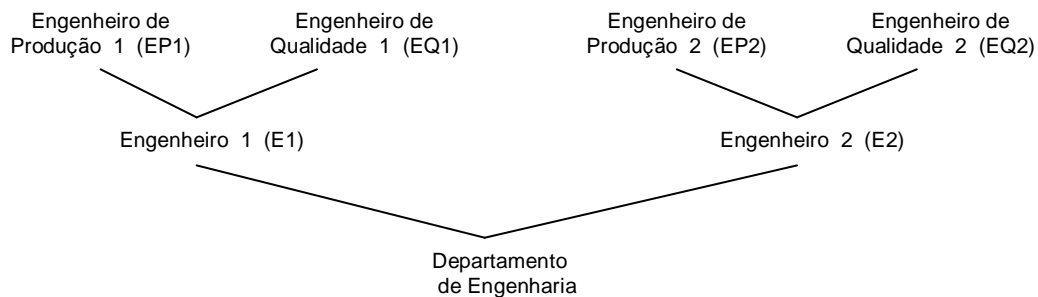 Engenheiro de
Produção 1 (EP1)
Engenheiro de
Qualidade 1 (EQ1)
Engenheiro de
Produção 2 (EP2)
Engenheiro de
Qualidade 2 (EQ2)
Engenheiro 1 (E1)
Engenheiro 2 (E2)
Departamento
de Engenharia